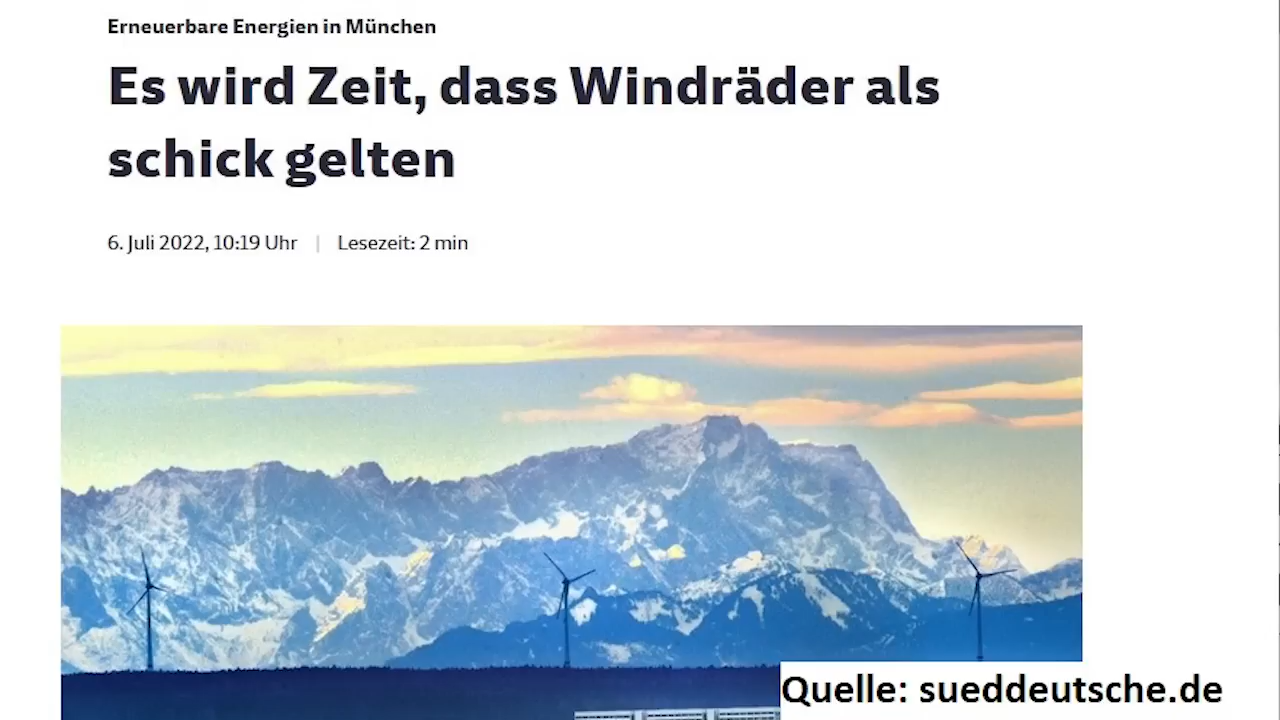 Erneuerbare Energien in München
Es wird Zeit, dass Windräder als
schick gelten
6. Juli 2022, 10:19 Uhr | Lesezeit: 2 min
Quelle: sueddeutsche.de